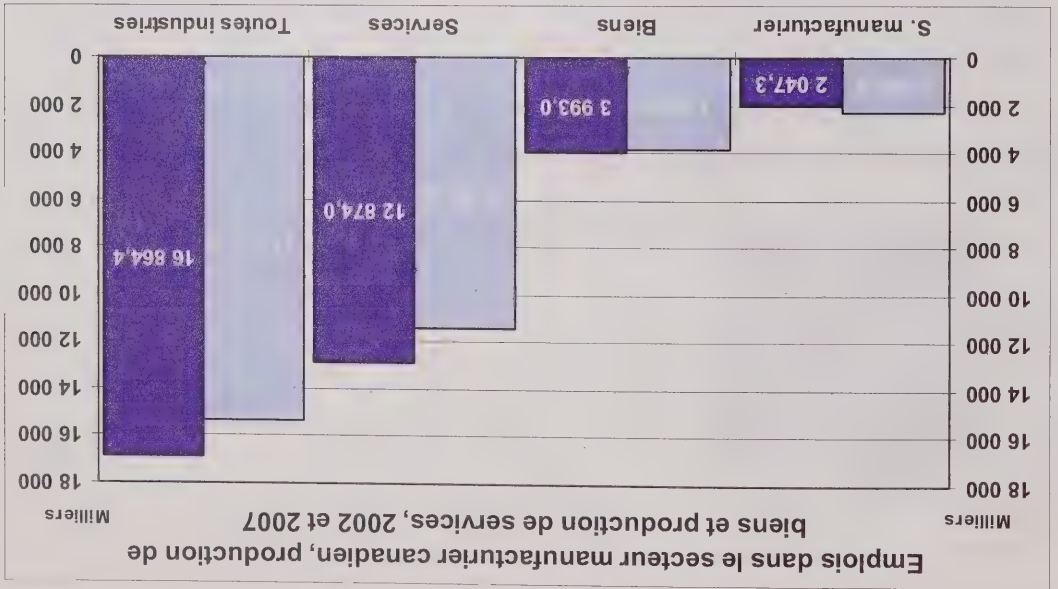 Emplois dans le secteur manufacturier canadien, production de
biens et production de services, 2002 et 2007
Milliers Milliers
18 000 18 000
16 000 16 000
14 000 14 000
12 000 12 000
10 000 10 000
8 000 16 864,4 8 000
6 000 12 874,0 6 000
4 000 4 000
2 000 2 047,3 3 993,0 2 000
0 0
S. manufacturier Biens Services Toutes industries